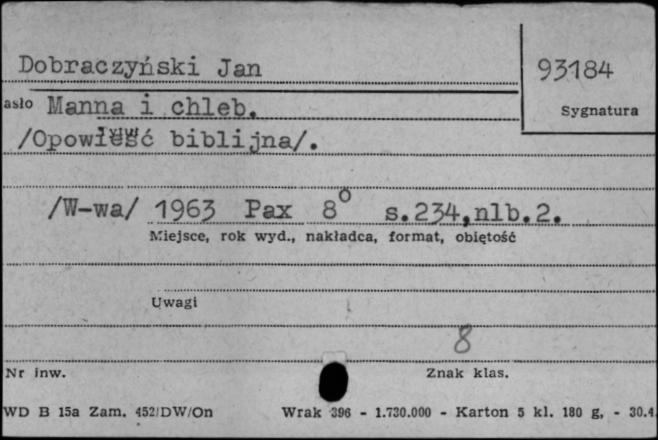 Dobraczyński Jan
93184
asło Manna i chleb.
Sygnatura
/Opowieść biblijna/.
/W-wa/ 1963 Pax 8° s.234,nlb.2.
Miejsce, rok wyd., nakładca, format, objętość
Uwagi
8
Nr inw.
Znak klas.
WD B 15a Zam. 452/DW/On Wrak 396 - 1.730.000 - Karton 5 kl. 180 g, - 30.4.